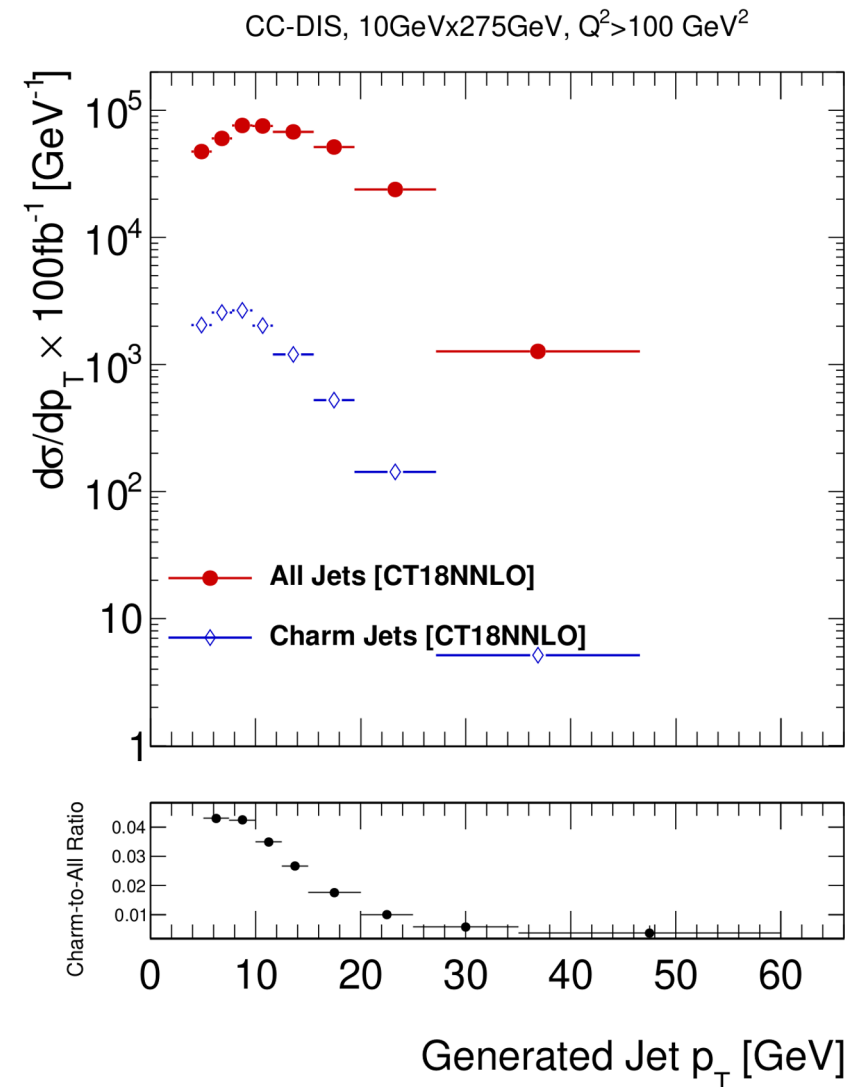 CC-DIS, 10GeVx275GeV, Q²>100 GeV²
dσ/dp_T × 100fb⁻¹ [GeV⁻¹]
10⁵
10⁴
10³
10²
10
1
All Jets [CT18NNLO]
Charm Jets [CT18NNLO]
Charm-to-All Ratio
0.04
0.03
0.02
0.01
0 10 20 30 40 50 60
Generated Jet p_T [GeV]